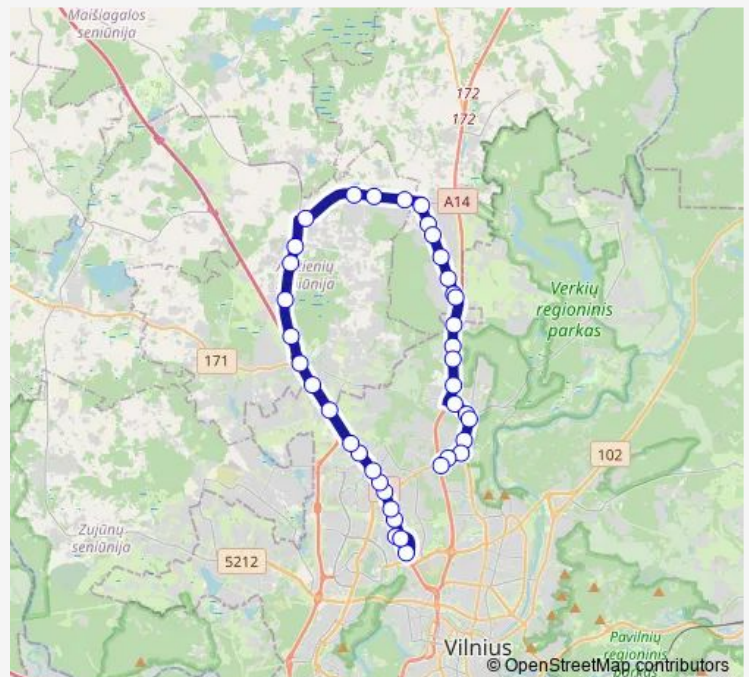 Maišiagalos
seniūnija
172
172
A14
Verkių
regioninis
parkas
171
102
Zujūnų
seniūnija
5212
Pavilnių
regioninis
Vilnius
© OpenStreetMap contributors